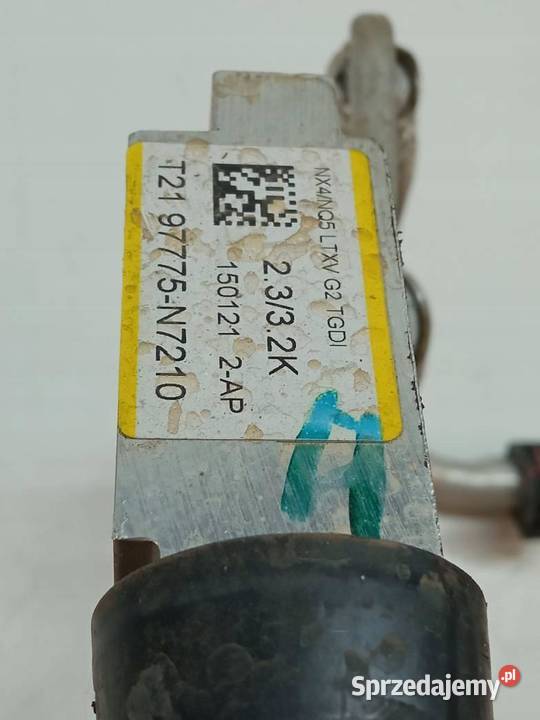 NX4/NQ5 LTXV G2 TGDI
2.3/3.2K
150121 2-AP
T21 97775-N7210
Sprzedajemy.pl